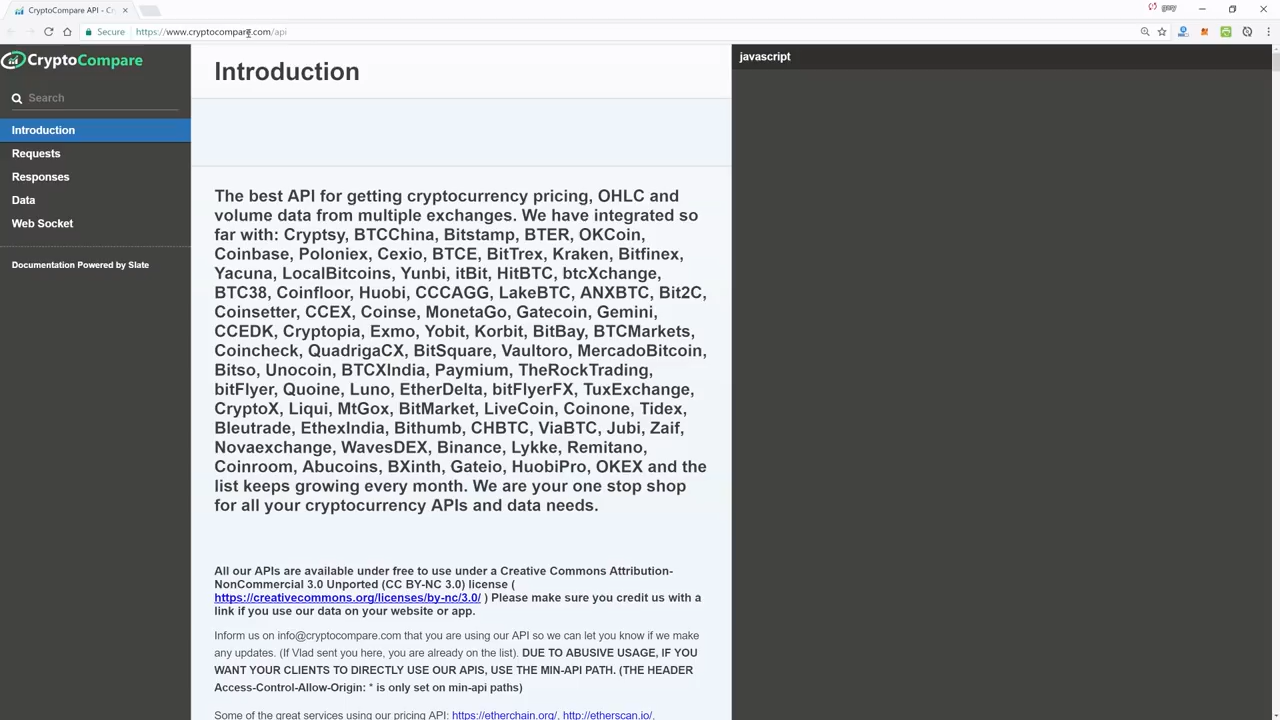 CryptoCompare API - Cr
gary
Secure
https://www.cryptocompare.com/api
CryptoCompare
Search
Introduction
Requests
Responses
Data
Web Socket
Documentation Powered by Slate
Introduction
The best API for getting cryptocurrency pricing, OHLC and
volume data from multiple exchanges. We have integrated so
far with: Cryptsy, BTCChina, Bitstamp, BTER, OKCoin,
Coinbase, Poloniex, Cexio, BTCE, BitTrex, Kraken, Bitfinex,
Yacuna, LocalBitcoins, Yunbi, itBit, HitBTC, btcXchange,
BTC38, Coinfloor, Huobi, CCCAGG, LakeBTC, ANXBTC, Bit2C,
Coinsetter, CCEX, Coinse, MonetaGo, Gatecoin, Gemini,
CCEDK, Cryptopia, Exmo, Yobit, Korbit, BitBay, BTCMarkets,
Coincheck, QuadrigaCX, BitSquare, Vaultoro, MercadoBitcoin,
Bitso, Unocoin, BTCXIndia, Paymium, TheRockTrading,
bitFlyer, Quoine, Luno, EtherDelta, bitFlyerFX, TuxExchange,
CryptoX, Liqui, MtGox, BitMarket, LiveCoin, Coinone, Tidex,
Bleutrade, EthexIndia, Bithumb, CHBTC, ViaBTC, Jubi, Zaif,
Novaexchange, WavesDEX, Binance, Lykke, Remitano,
Coinroom, Abucoins, BXinth, Gateio, HuobiPro, OKEX and the
list keeps growing every month. We are your one stop shop
for all your cryptocurrency APIs and data needs.
All our APIs are available under free to use under a Creative Commons Attribution-
NonCommercial 3.0 Unported (CC BY-NC 3.0) license (
https://creativecommons.org/licenses/by-nc/3.0/ ) Please make sure you credit us with a
link if you use our data on your website or app.
Inform us on info@cryptocompare.com that you are using our API so we can let you know if we make
any updates. (If Vlad sent you here, you are already on the list). DUE TO ABUSIVE USAGE, IF YOU
WANT YOUR CLIENTS TO DIRECTLY USE OUR APIS, USE THE MIN-API PATH. (THE HEADER
Access-Control-Allow-Origin: * is only set on min-api paths)
Some of the great services using our pricing API: https://etherchain.org/, http://etherscan.io/,
javascript